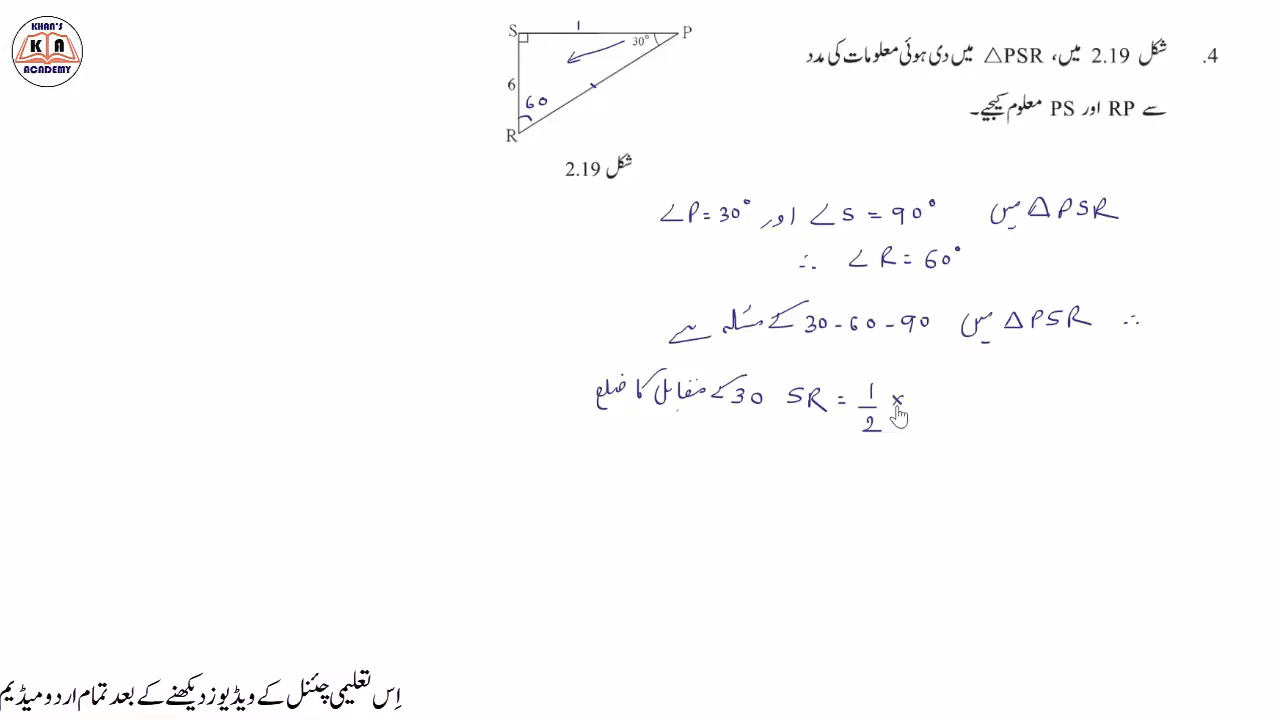 KHAN'S
K A
ACADEMY
4. شکل 2.19 میں، △PSR میں دی ہوئی معلومات کی مدد
سے RP اور PS معلوم کیجیے۔
S P
30°
6
60
R
شکل 2.19
△PSR میں ∠S = 90° اور ∠P = 30°
∴ ∠R = 60°
∴ △PSR میں 30-60-90 کے مسئلہ سے
SR = 1/2 × 30 کے مقابل کا ضلع
اِس تعلیمی چینل کے ویڈیوز دیکھنے کے بعد تمام اردو میڈیم